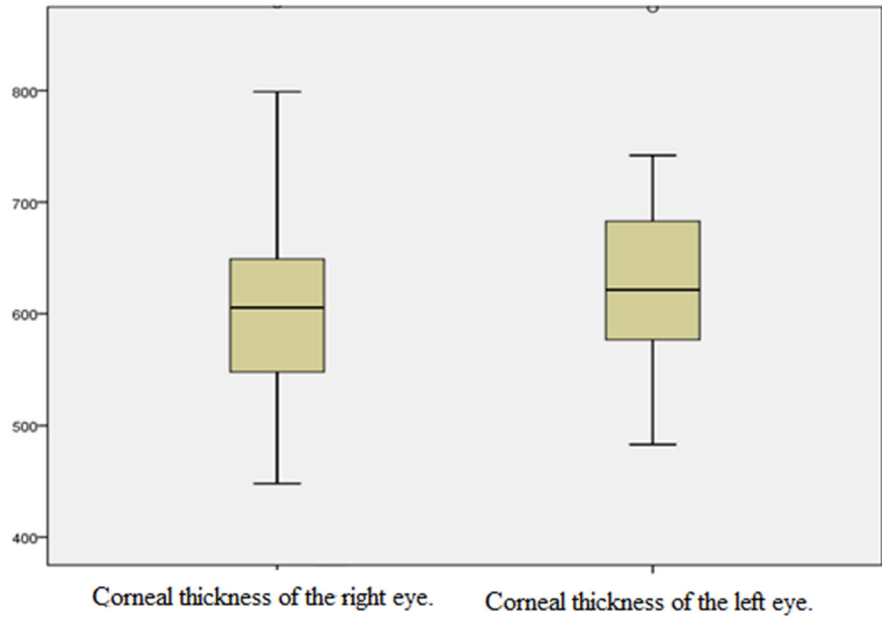 800
700
600
500
400
Corneal thickness of the right eye.
Corneal thickness of the left eye.